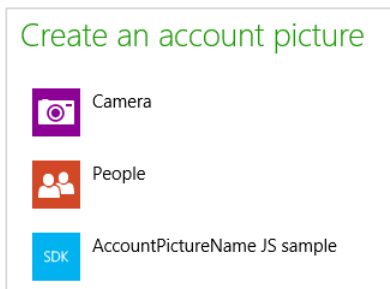 Create an account picture
Camera
People
SDK
AccountPictureName JS sample